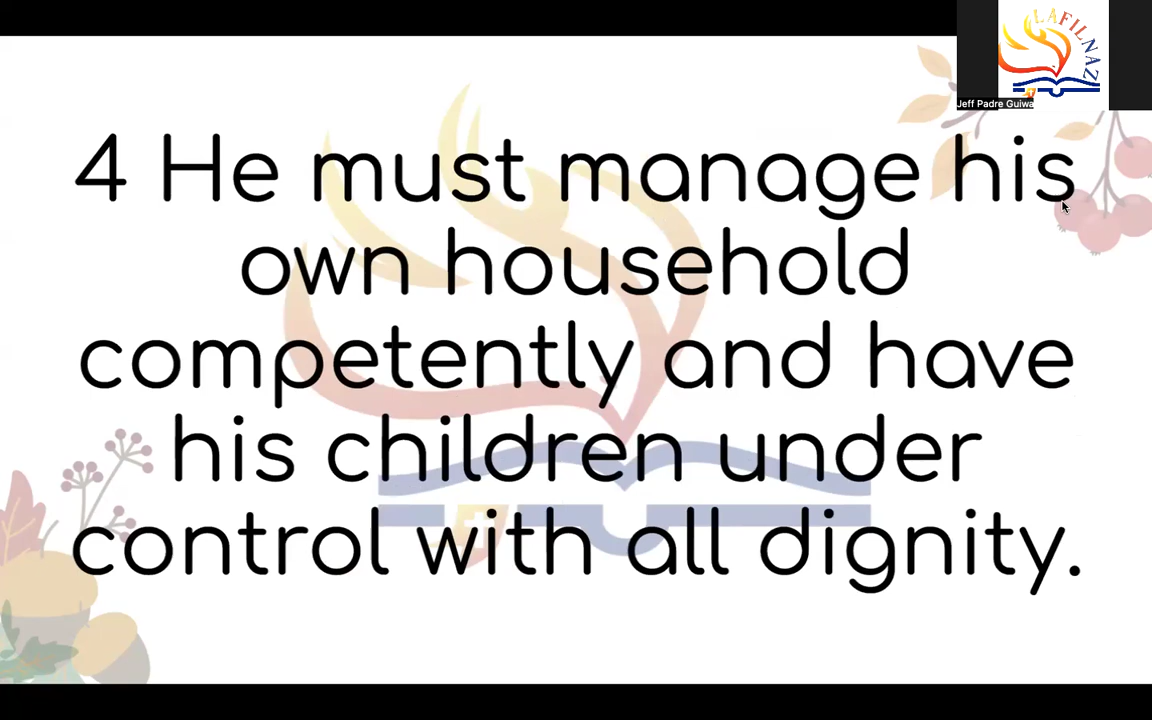 LAFILNAZ
Jeff Padre Guiwa
4 He must manage his
own household
competently and have
his children under
control with all dignity.